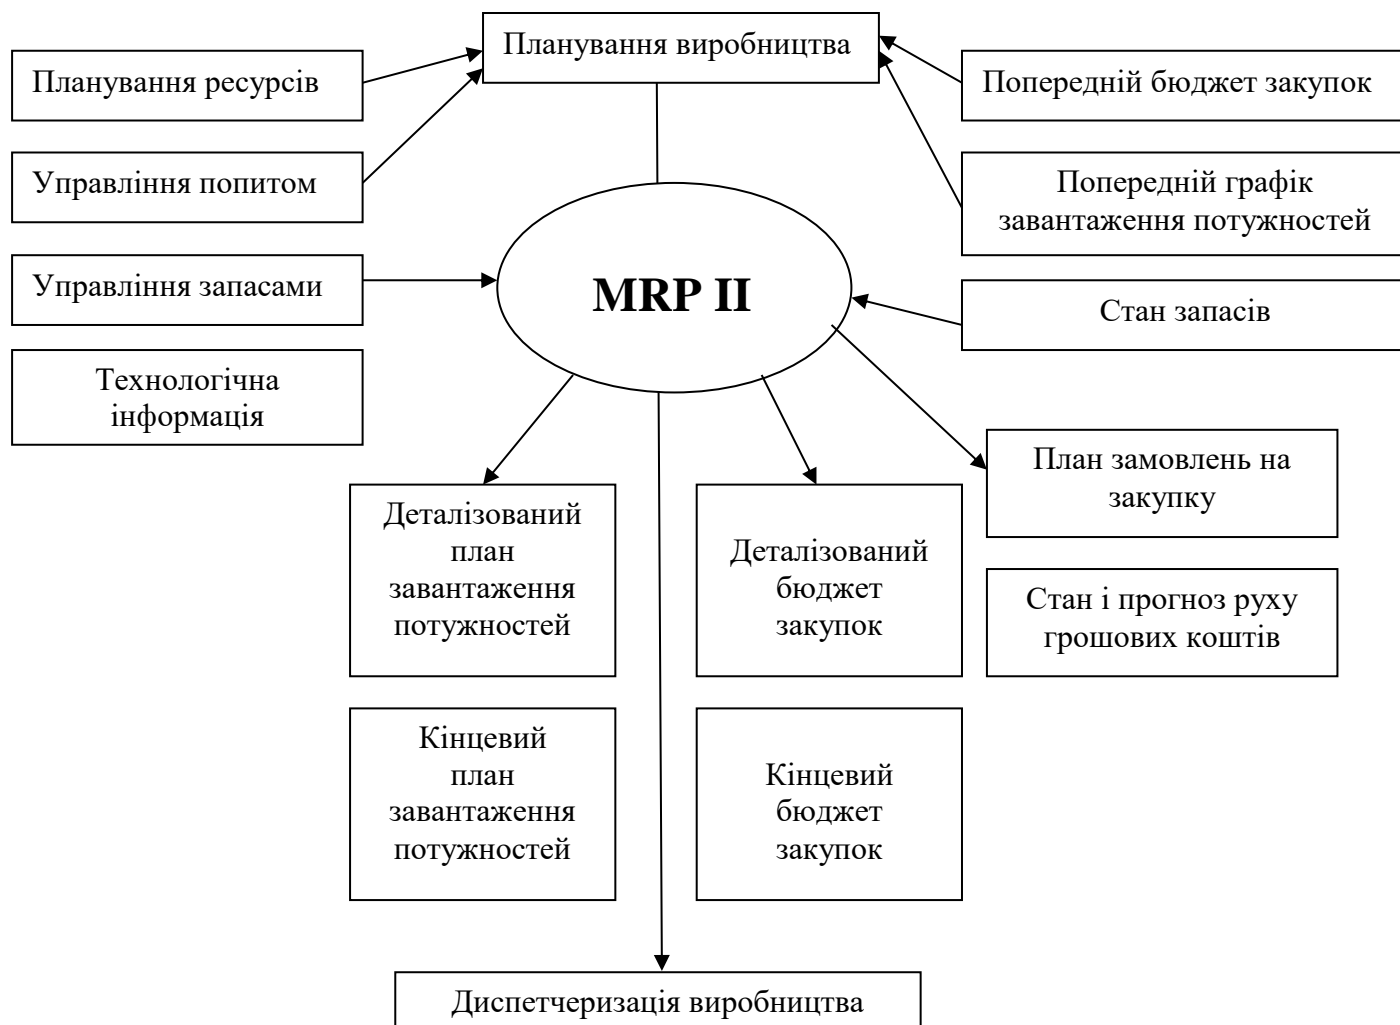 Планування виробництва
Планування ресурсів
Попередній бюджет закупок
Управління попитом
Попередній графік
завантаження потужностей
Управління запасами
MRP II
Стан запасів
Технологічна
інформація
План замовлень на
закупку
Деталізований
план
завантаження
потужностей
Деталізований
бюджет
закупок
Стан і прогноз руху
грошових коштів
Кінцевий
план
завантаження
потужностей
Кінцевий
бюджет
закупок
Диспетчеризація виробництва